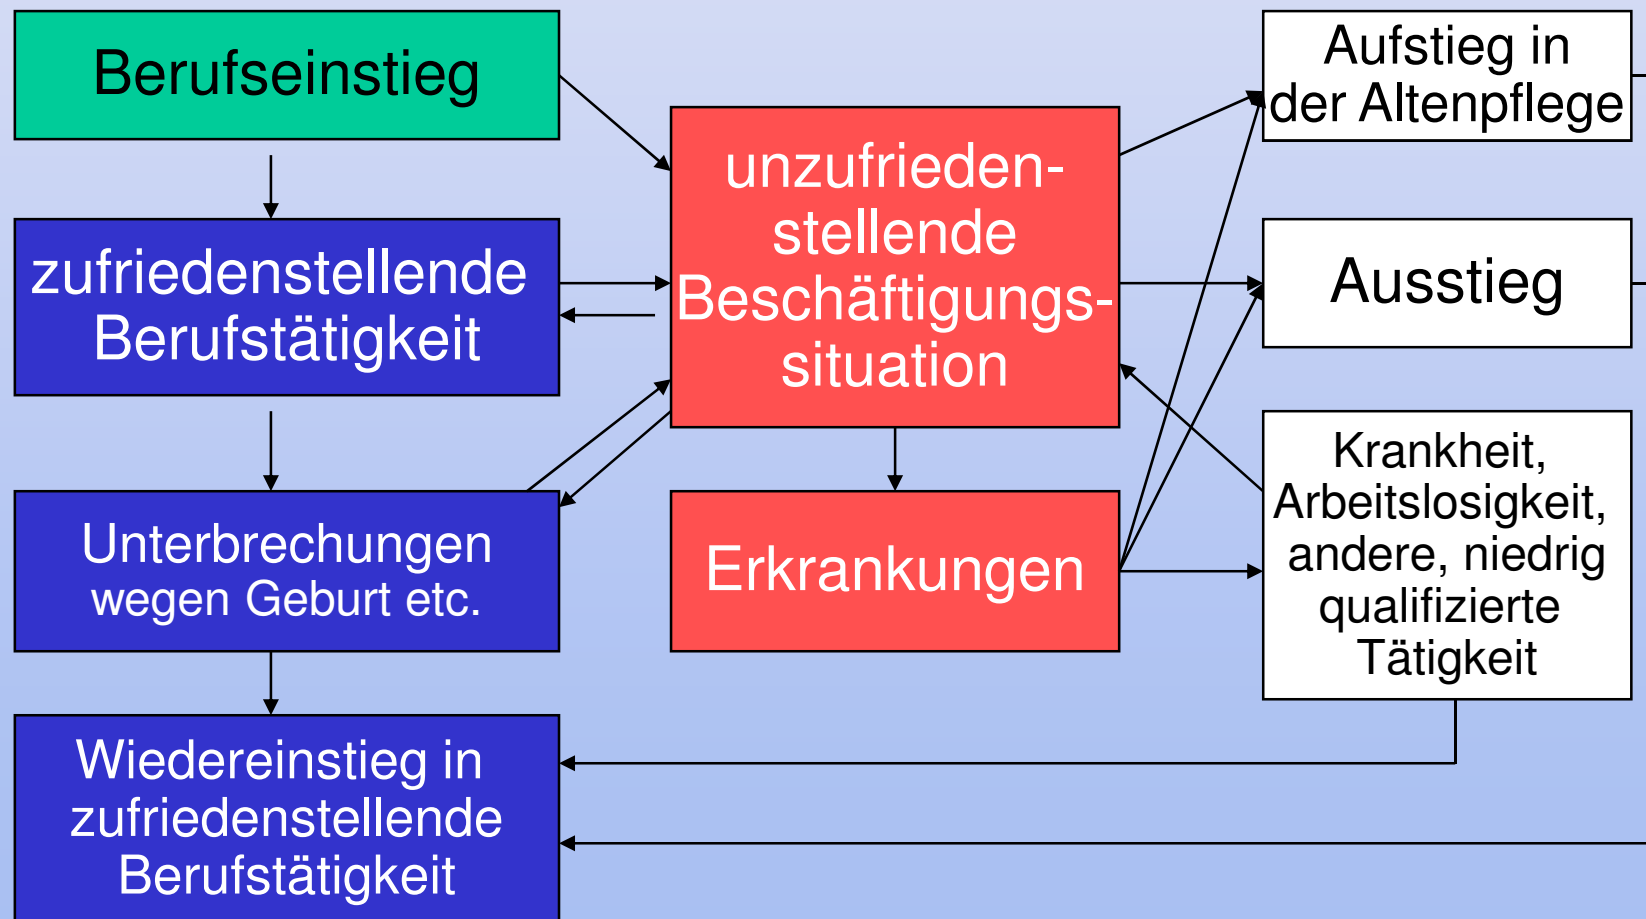 Berufseinstieg
zufriedenstellende
Berufstätigkeit
Unterbrechungen
wegen Geburt etc.
Wiedereinstieg in
zufriedenstellende
Berufstätigkeit
unzufrieden-
stellende
Beschäftigungs-
situation
Erkrankungen
Aufstieg in
der Altenpflege
Ausstieg
Krankheit,
Arbeitslosigkeit,
andere, niedrig
qualifizierte
Tätigkeit